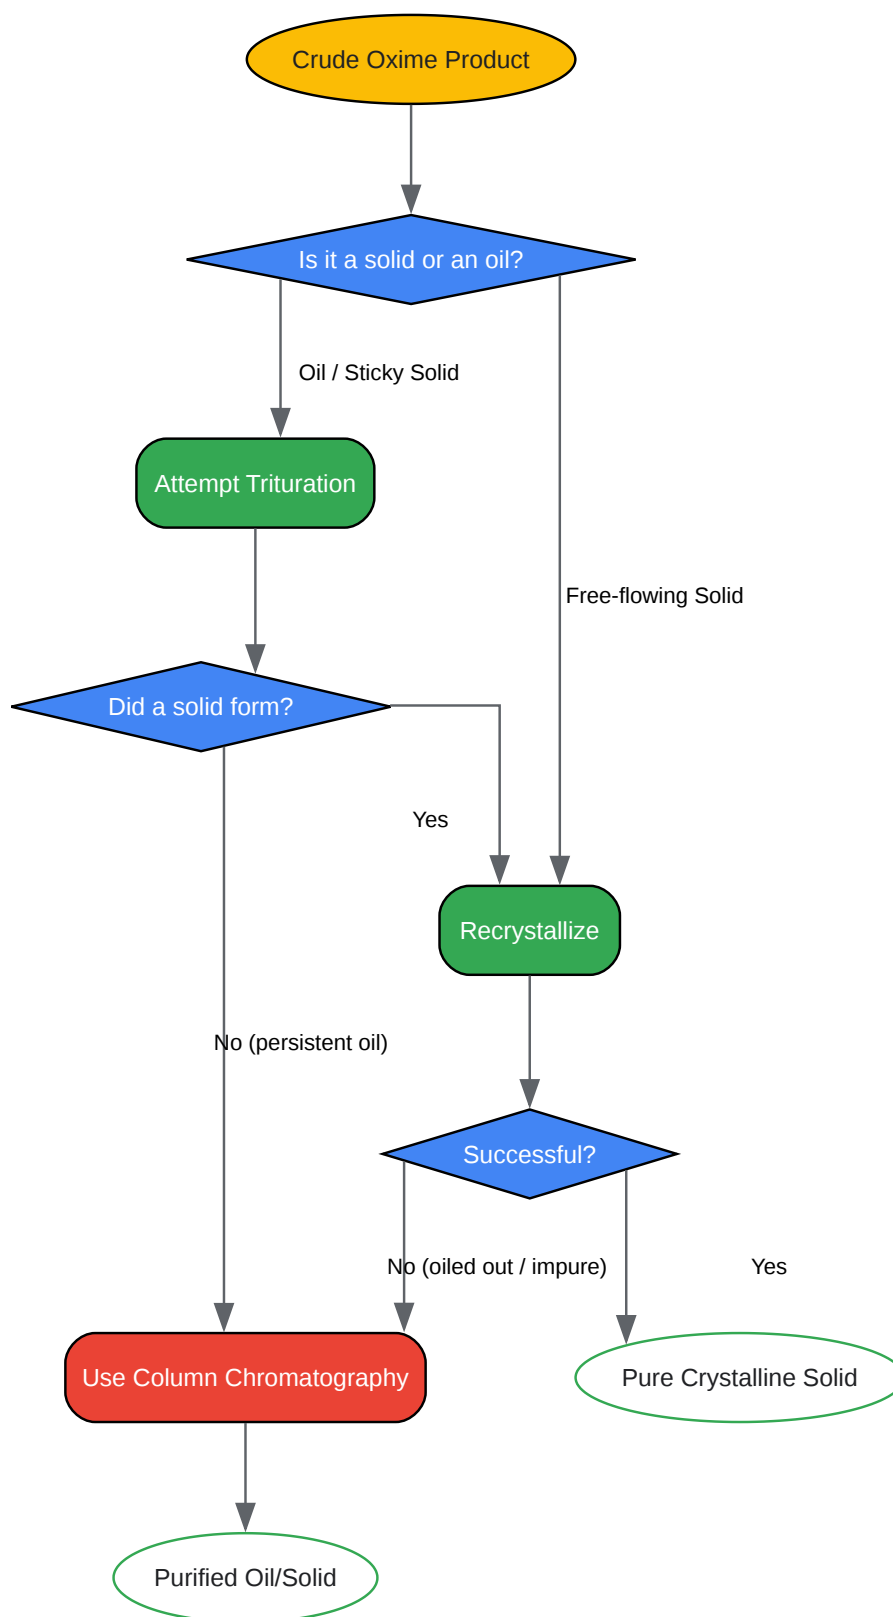 Crude Oxime Product
Is it a solid or an oil?
Oil / Sticky Solid
Attempt Trituration
Free-flowing Solid
Did a solid form?
Yes
Recrystallize
No (persistent oil)
Successful?
No (oiled out / impure)
Yes
Use Column Chromatography
Pure Crystalline Solid
Purified Oil/Solid